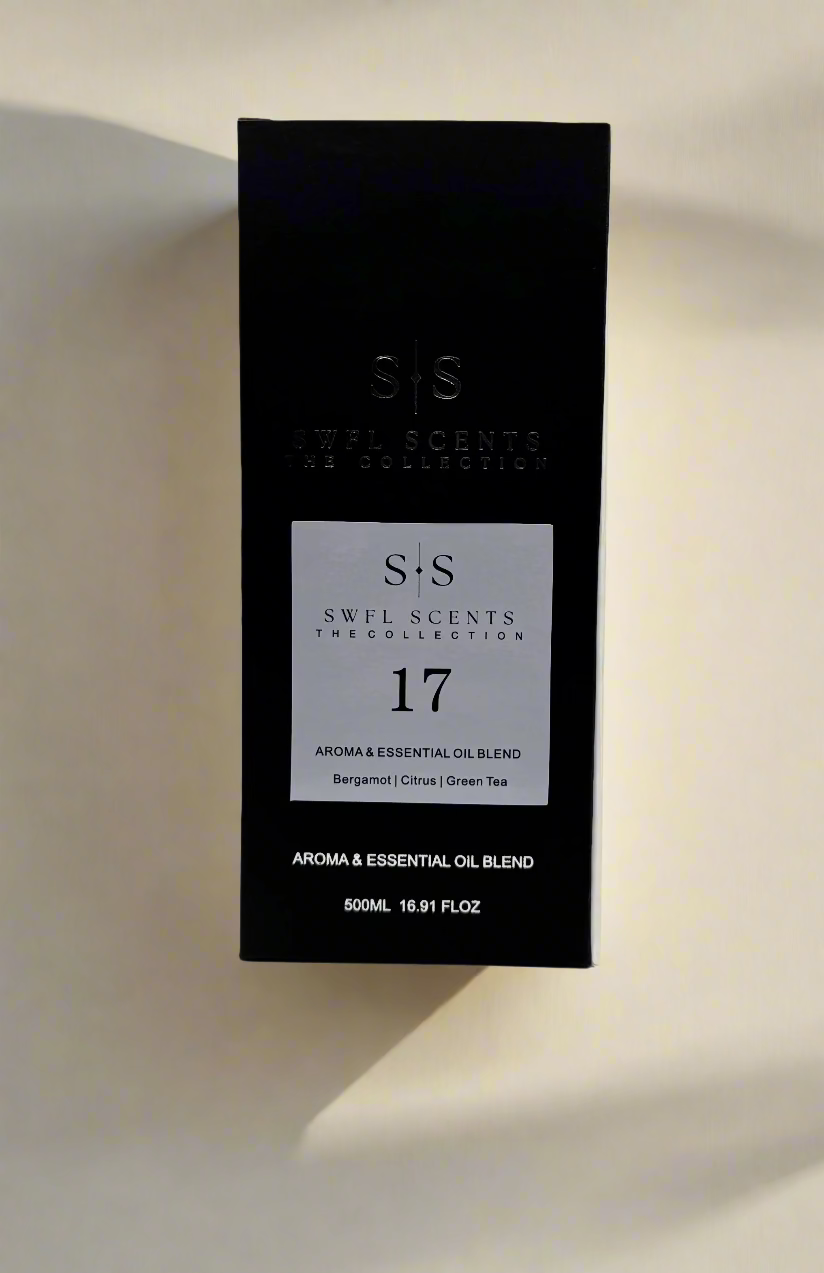 S S
SWFL SCENTS
THE COLLECTION
S S
SWFL SCENTS
THE COLLECTION
17
AROMA & ESSENTIAL OIL BLEND
Bergamot | Citrus | Green Tea
AROMA & ESSENTIAL OiL BLEND
500ML 16.91 FLOZ